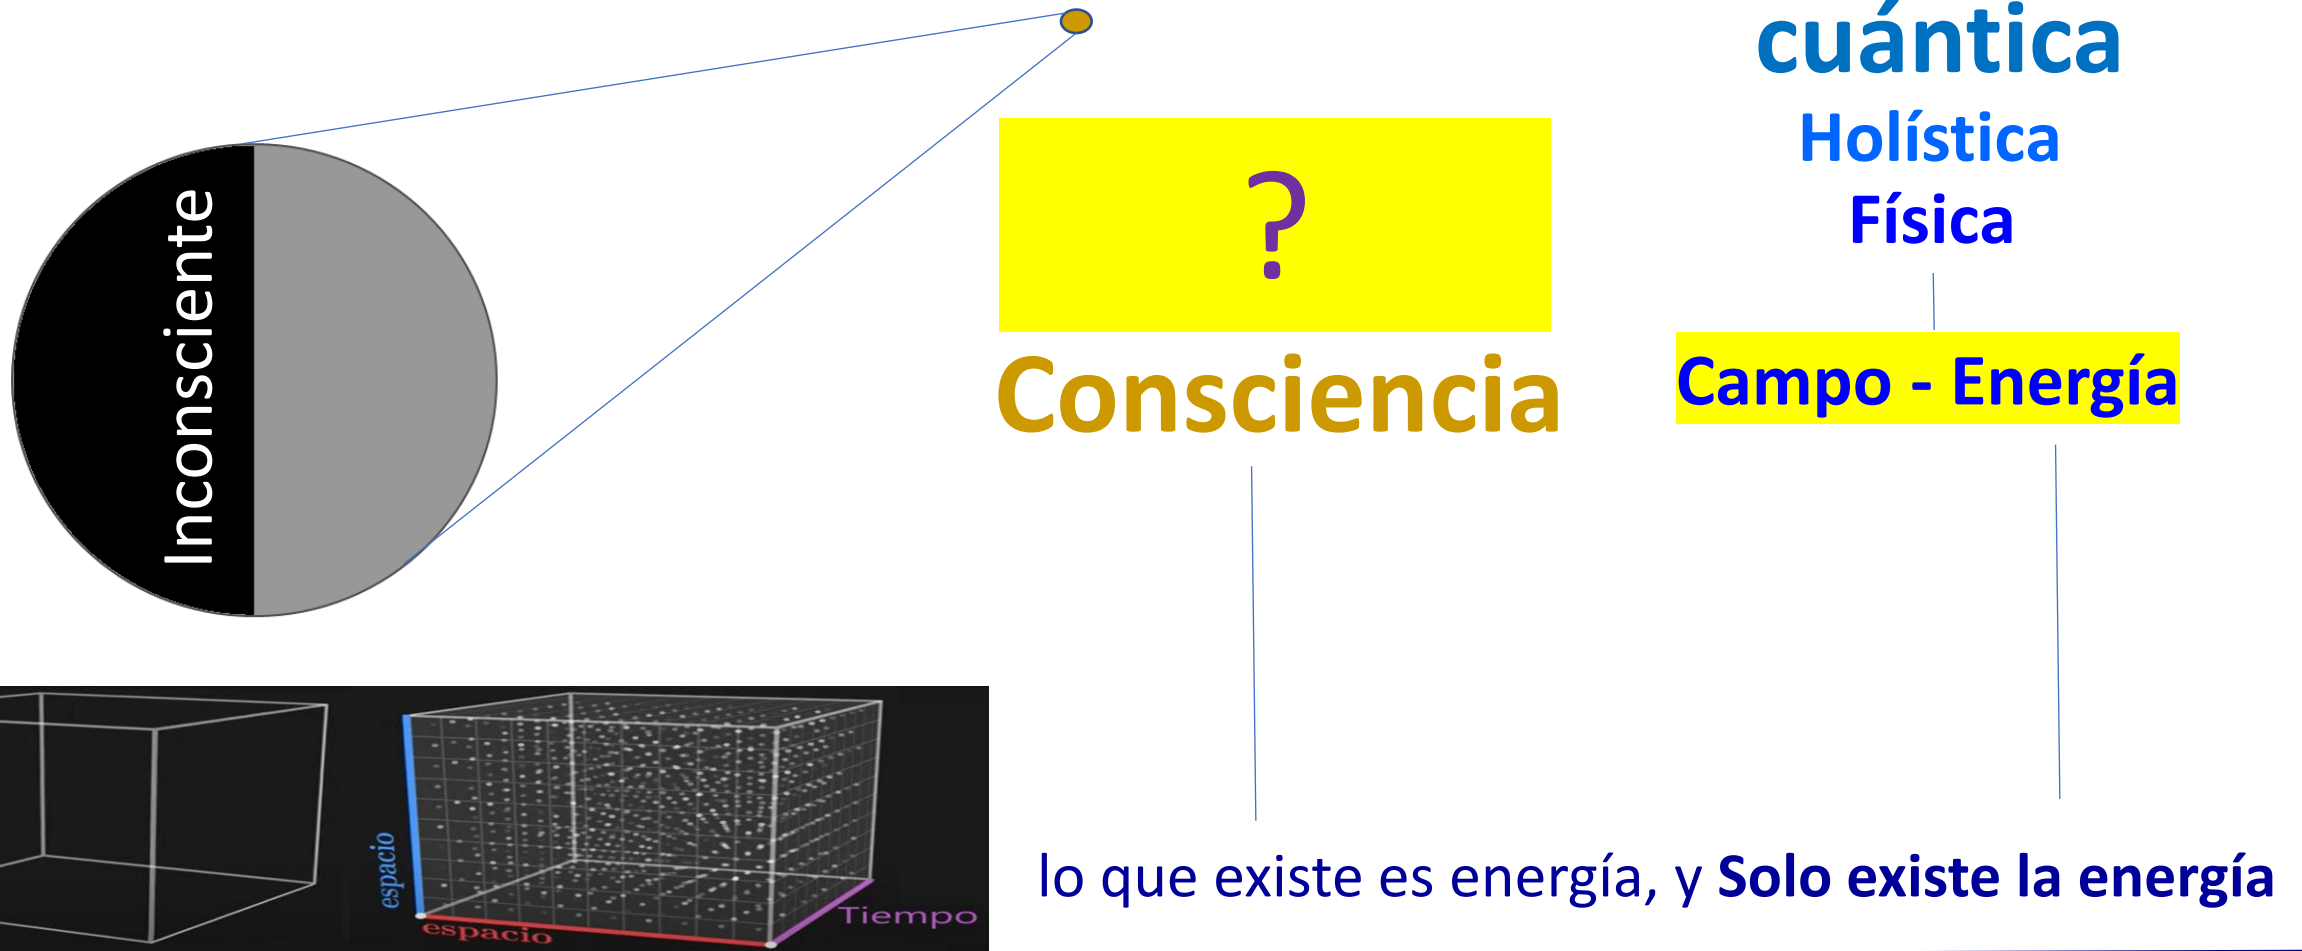 cuántica
Holística
Física
Inconsciente
?
Consciencia
Campo - Energía
espacio
espacio
Tiempo
lo que existe es energía, y Solo existe la energía